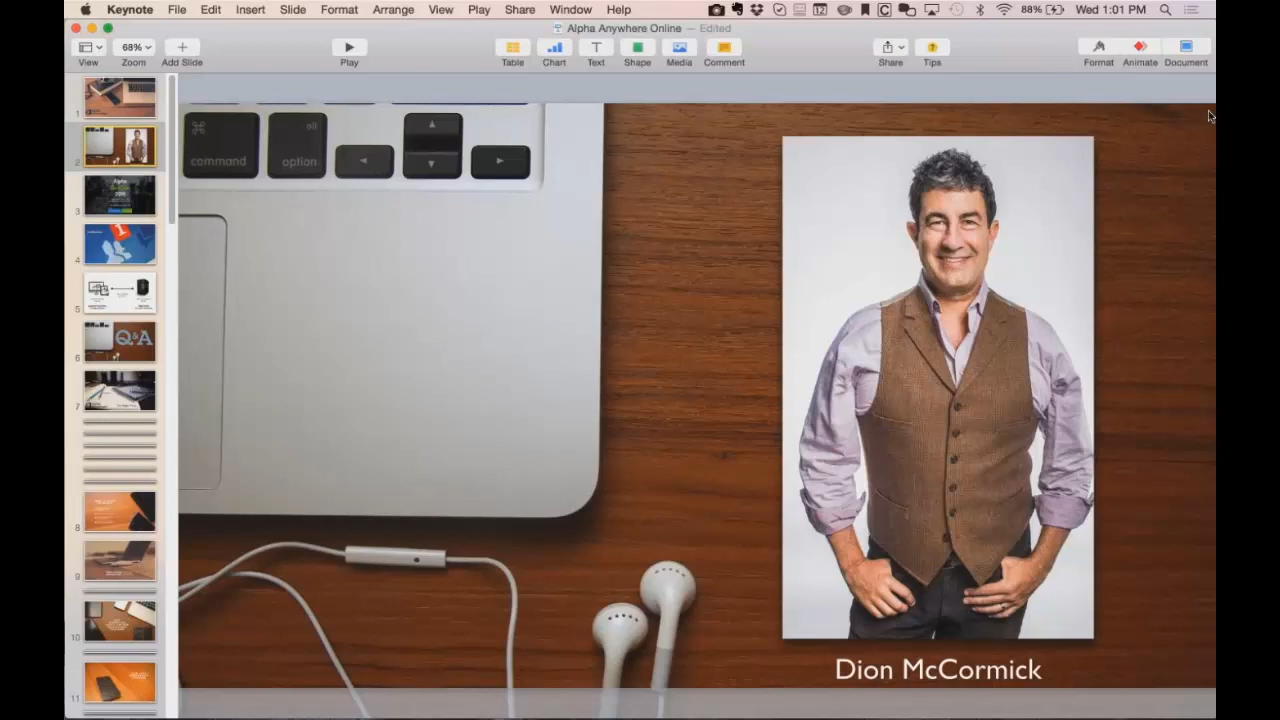 Keynote File Edit Insert Slide Format Arrange View Play Share Window Help 12 88% Wed 1:01 PM
Alpha Anywhere Online — Edited
68%
View Zoom Add Slide Play Table Chart Text Shape Media Comment Share Tips Format Animate Document
1
2
3
4
5
6
Q&A
7
8
9
10
11
alt
command
option
Dion McCormick